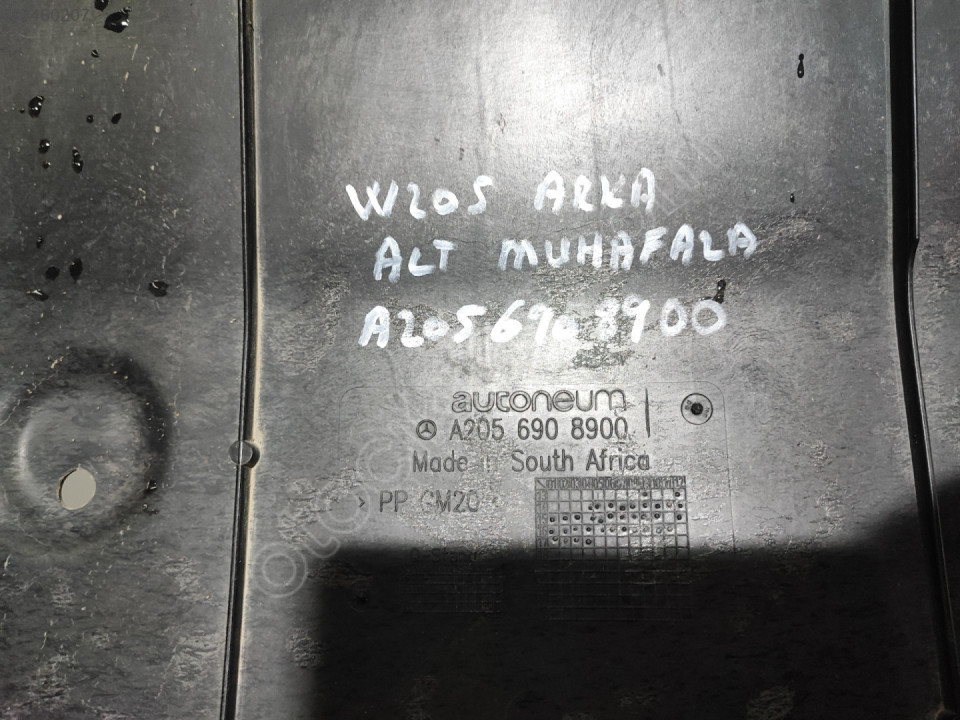 W205 ARKA
ALT MUHAFAZA
A205 690 8900
autoneum
A205 690 8900
Made in South Africa
> PP GM20